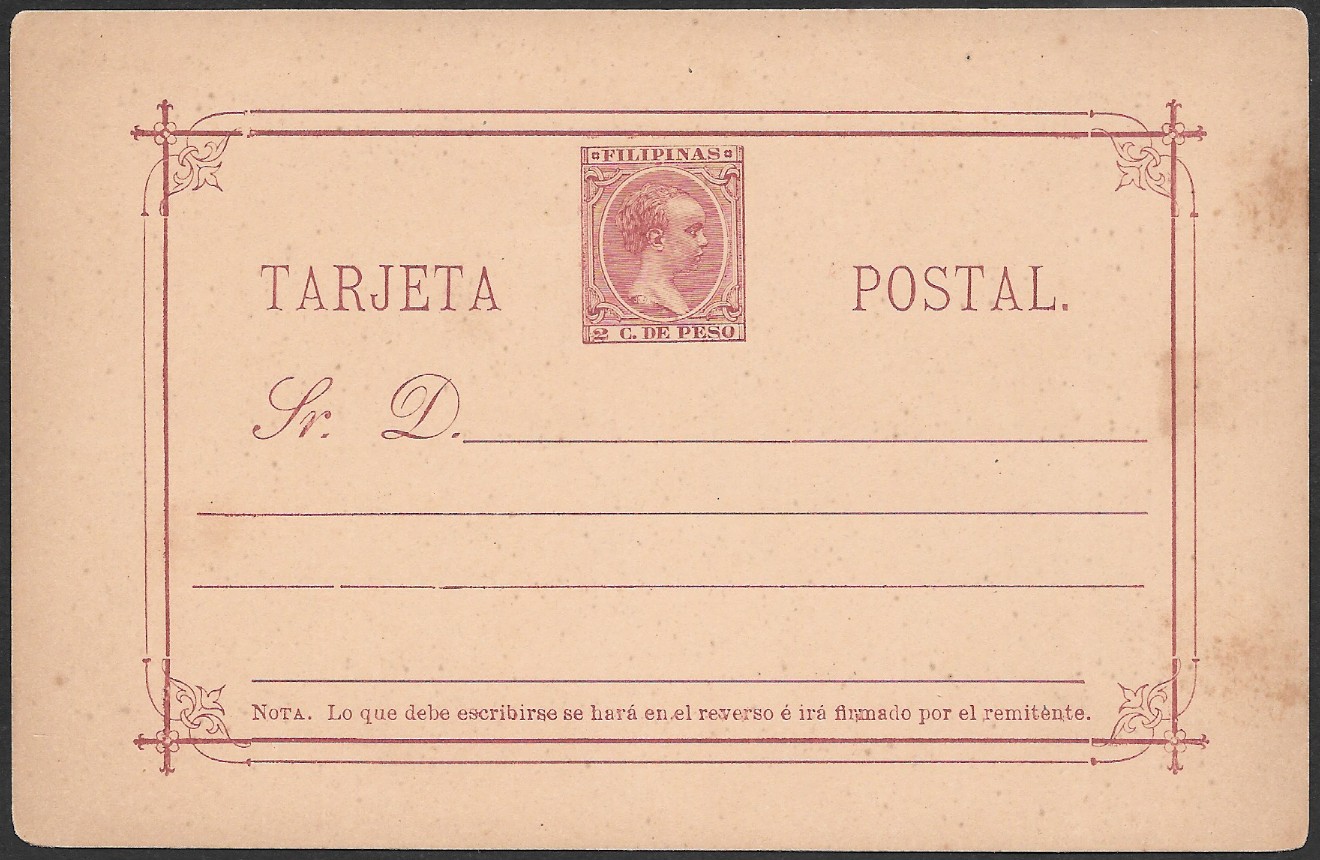 FILIPINAS
TARJETA POSTAL.
2 C. DE PESO
Sr. D.
NOTA. Lo que debe escribirse se hará en el reverso é irá firmado por el remitente.